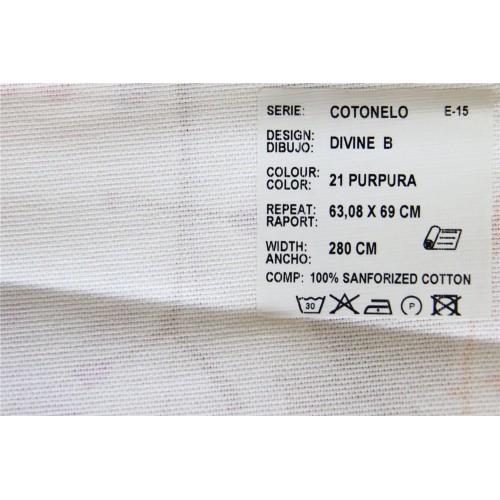 SERIE: COTONELO E-15
DESIGN:
DIBUJO: DIVINE B
COLOUR:
COLOR: 21 PURPURA
REPEAT: 63,08 X 69 CM
RAPORT:
WIDTH: 280 CM
ANCHO:
COMP: 100% SANFORIZED COTTON
30 P